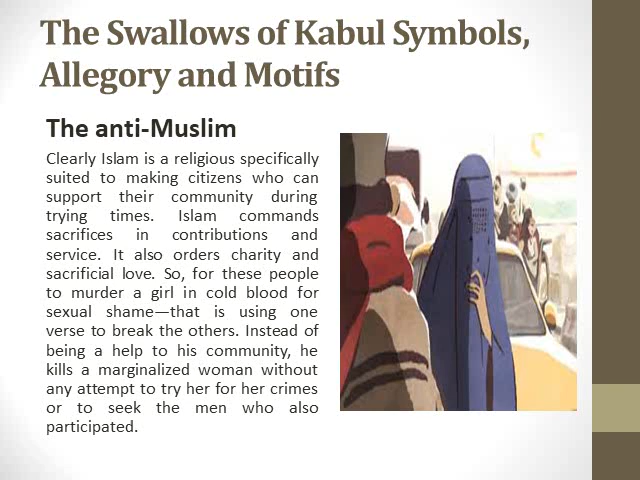 The Swallows of Kabul Symbols,
Allegory and Motifs
The anti-Muslim
Clearly Islam is a religious specifically
suited to making citizens who can
support their community during
trying times. Islam commands
sacrifices in contributions and
service. It also orders charity and
sacrificial love. So, for these people
to murder a girl in cold blood for
sexual shame—that is using one
verse to break the others. Instead of
being a help to his community, he
kills a marginalized woman without
any attempt to try her for her crimes
or to seek the men who also
participated.